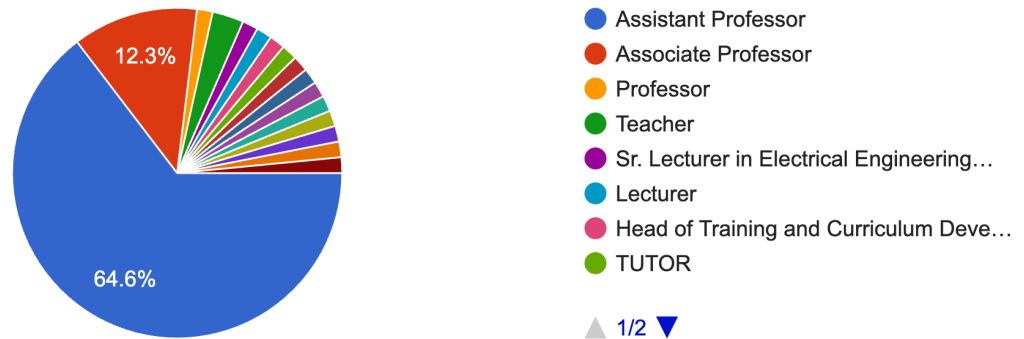 12.3%
64.6%
Assistant Professor
Associate Professor
Professor
Teacher
Sr. Lecturer in Electrical Engineering…
Lecturer
Head of Training and Curriculum Deve…
TUTOR
1/2